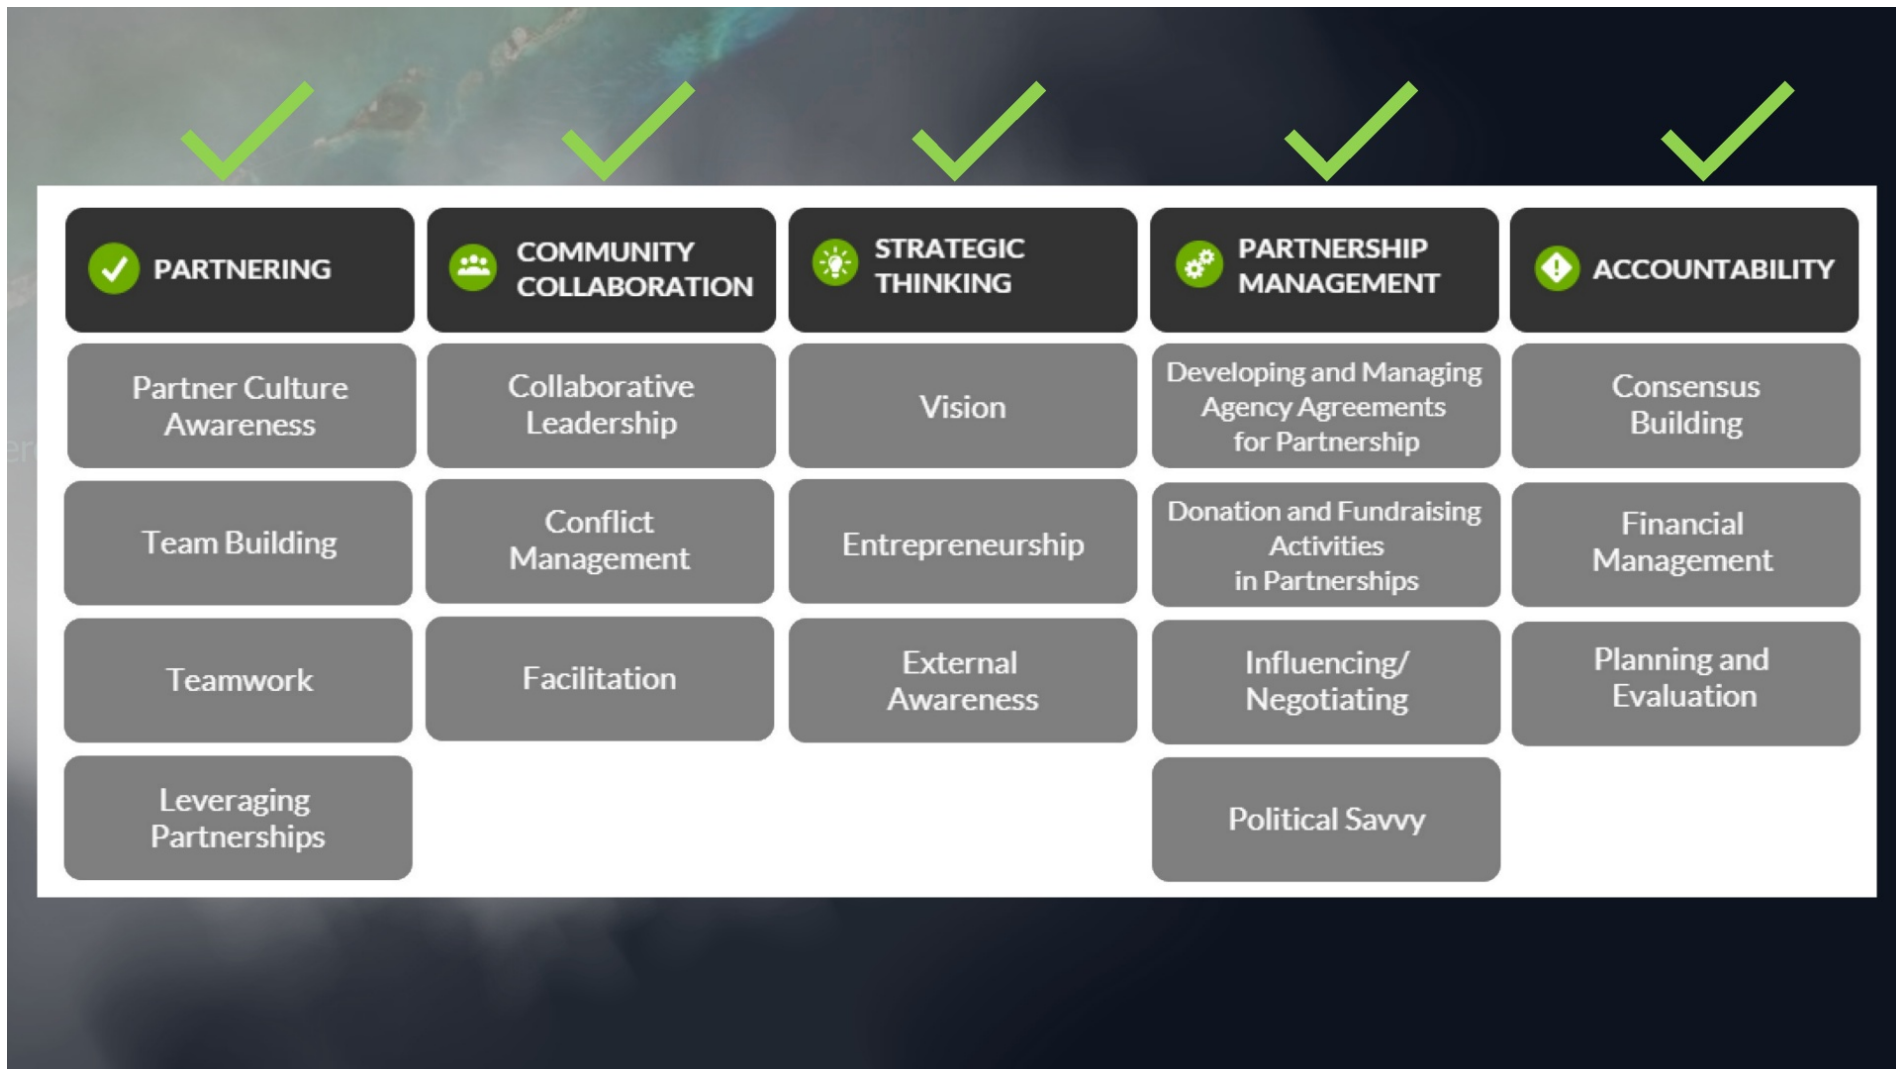 PARTNERING
Partner Culture
Awareness
Team Building
Teamwork
Leveraging
Partnerships
COMMUNITY
COLLABORATION
Collaborative
Leadership
Conflict
Management
Facilitation
STRATEGIC
THINKING
Vision
Entrepreneurship
External
Awareness
PARTNERSHIP
MANAGEMENT
Developing and Managing
Agency Agreements
for Partnership
Donation and Fundraising
Activities
in Partnerships
Influencing/
Negotiating
Political Savvy
ACCOUNTABILITY
Consensus
Building
Financial
Management
Planning and
Evaluation